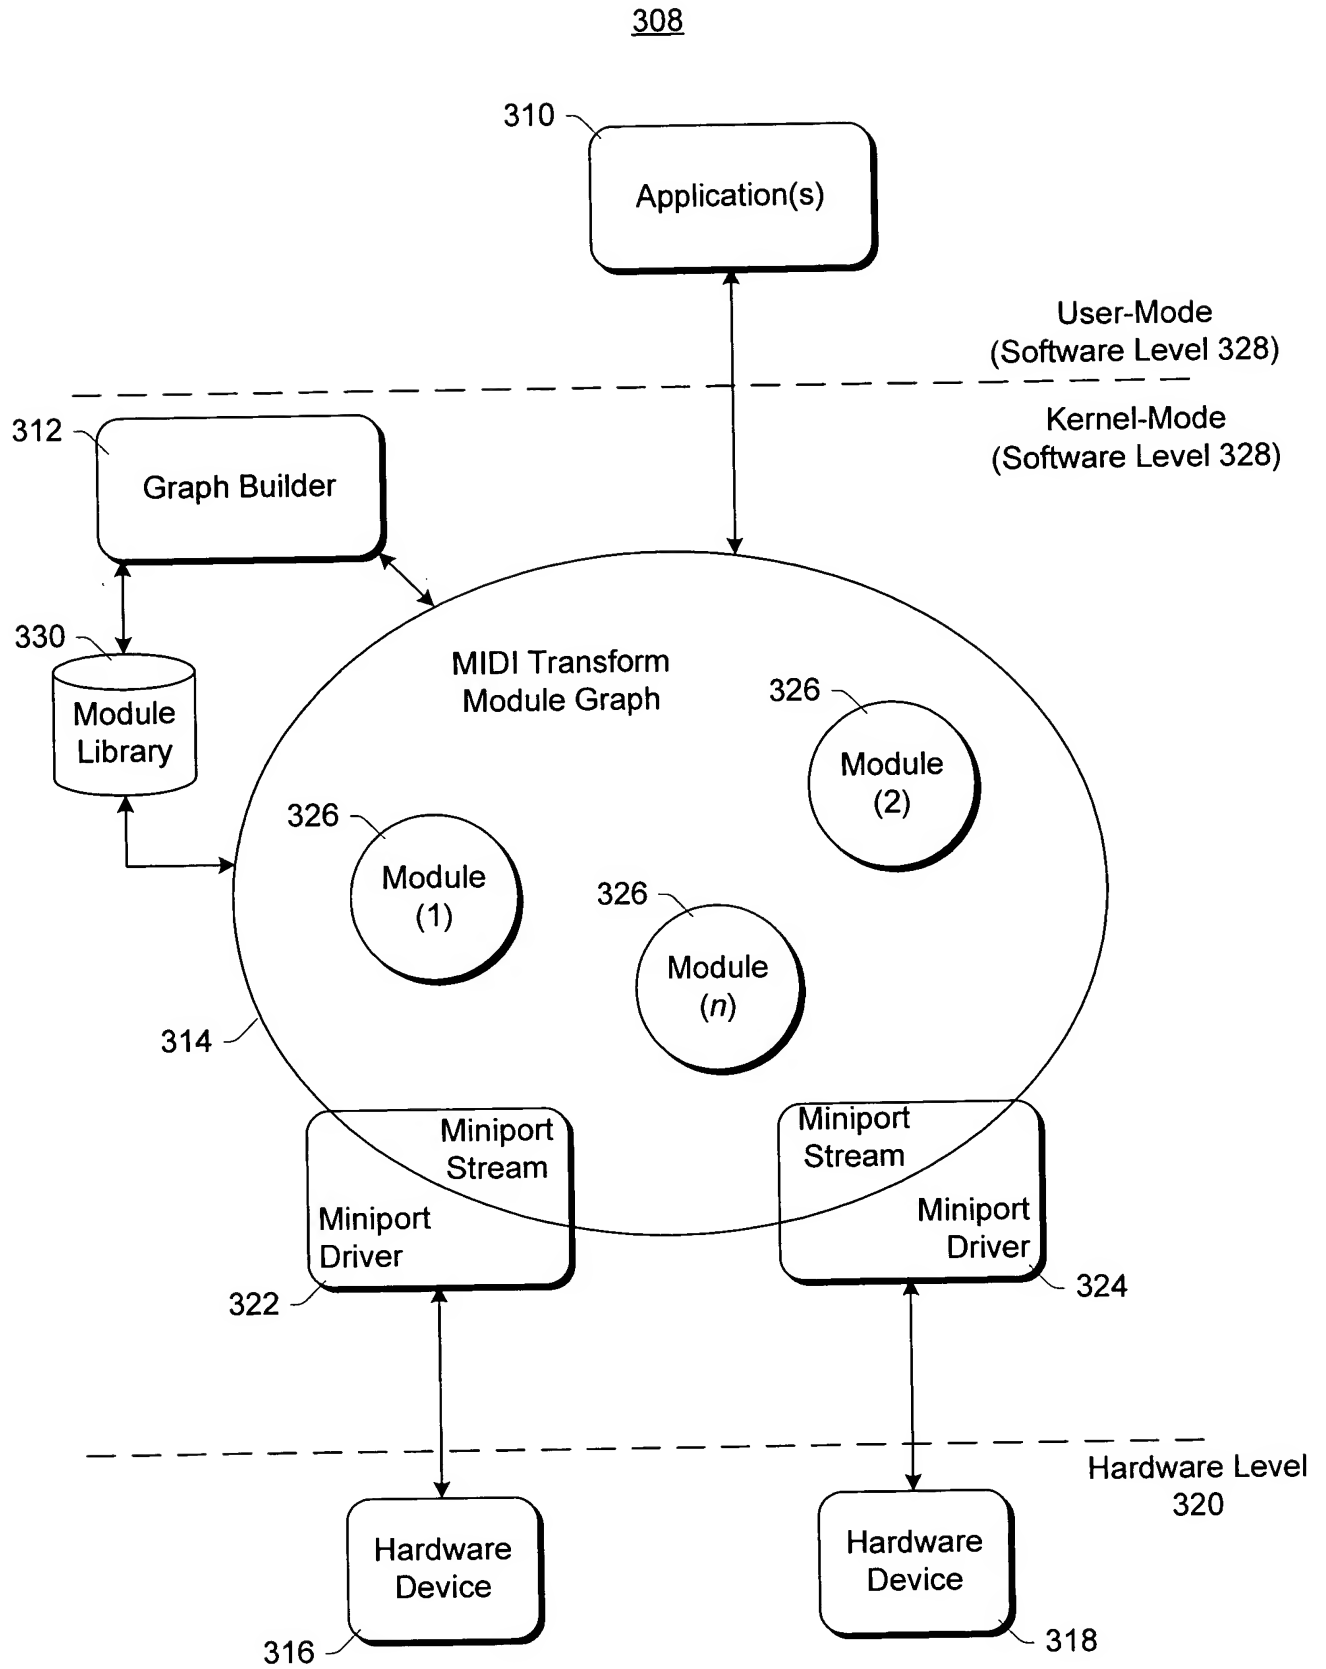 308
310
Application(s)
User-Mode
(Software Level 328)
Kernel-Mode
(Software Level 328)
312
Graph Builder
330
Module
Library
MIDI Transform
Module Graph
326
Module
(2)
326
Module
(1)
326
Module
(n)
314
Miniport
Stream
Miniport
Driver
322
Miniport
Stream
Miniport
Driver
324
Hardware Level
320
Hardware
Device
316
Hardware
Device
318